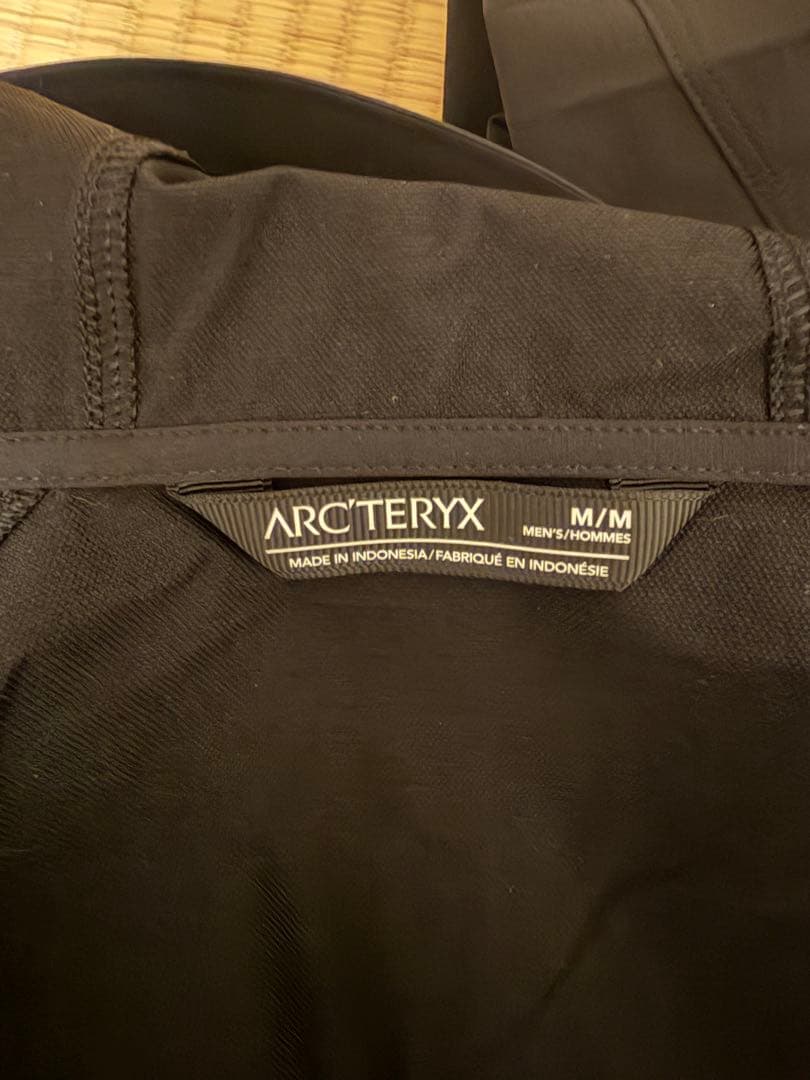 ARC'TERYX
M/M
MEN'S/HOMMES
MADE IN INDONESIA/FABRIQUÉ EN INDONÉSIE